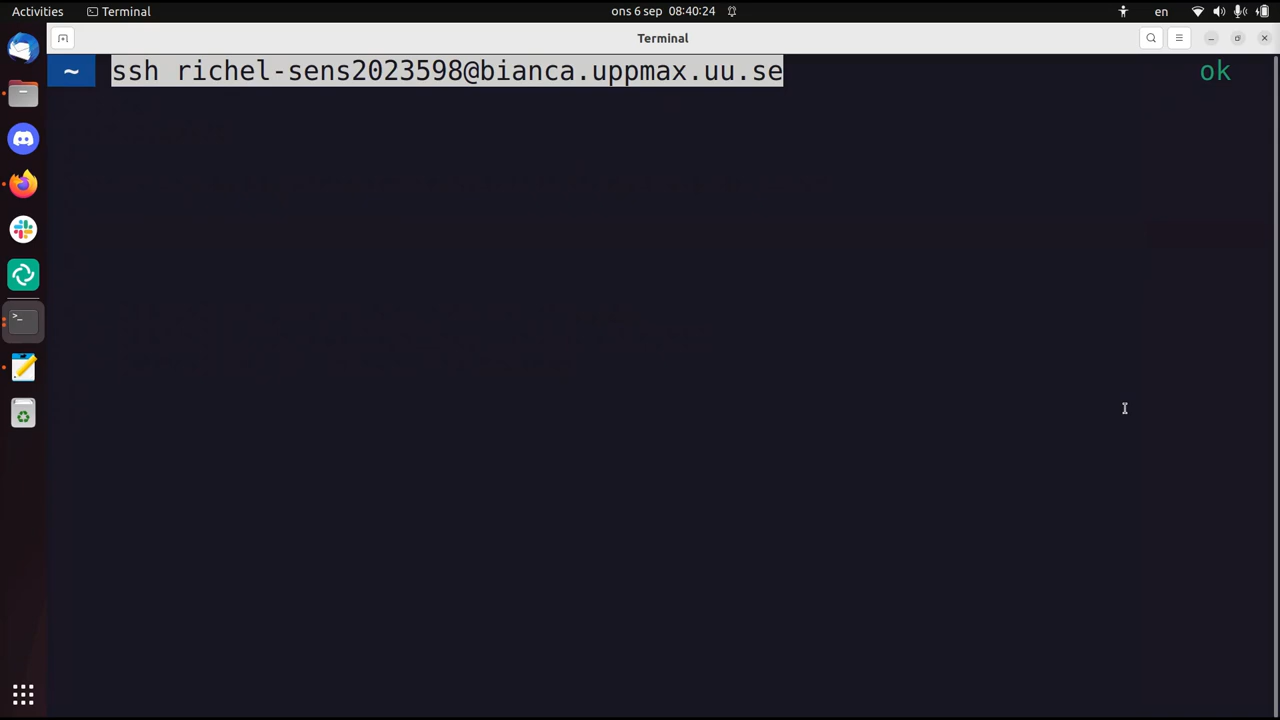 Activities
Terminal
ons 6 sep 08:40:24
en
Terminal
~ ssh richel-sens2023598@bianca.uppmax.uu.se
ok